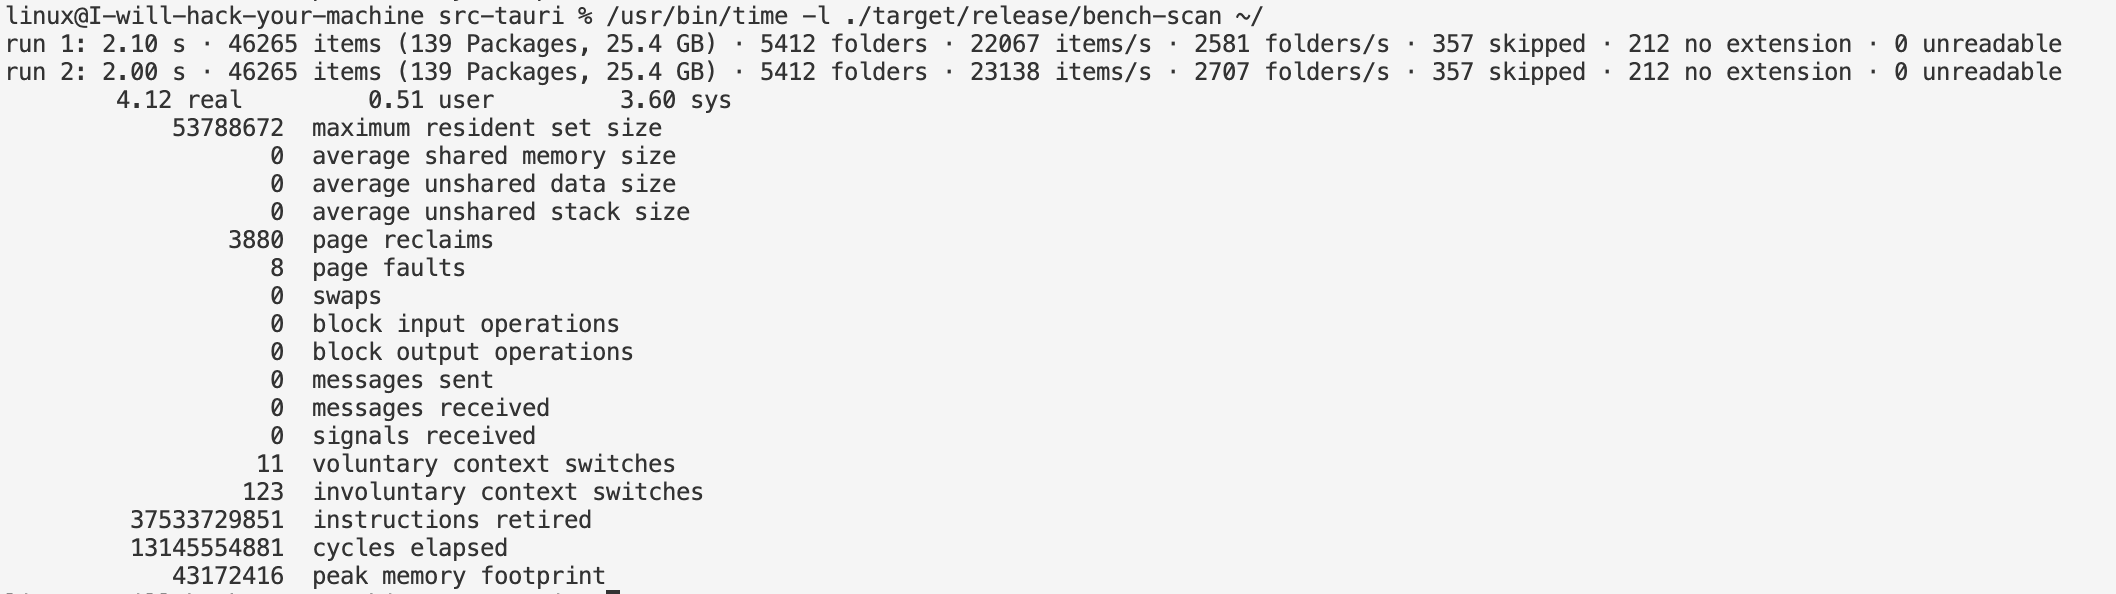 linux@I-will-hack-your-machine src-tauri % /usr/bin/time -l ./target/release/bench-scan ~/
run 1: 2.10 s · 46265 items (139 Packages, 25.4 GB) · 5412 folders · 22067 items/s · 2581 folders/s · 357 skipped · 212 no extension · 0 unreadable
run 2: 2.00 s · 46265 items (139 Packages, 25.4 GB) · 5412 folders · 23138 items/s · 2707 folders/s · 357 skipped · 212 no extension · 0 unreadable
4.12 real 0.51 user 3.60 sys
53788672 maximum resident set size
0 average shared memory size
0 average unshared data size
0 average unshared stack size
3880 page reclaims
8 page faults
0 swaps
0 block input operations
0 block output operations
0 messages sent
0 messages received
0 signals received
11 voluntary context switches
123 involuntary context switches
37533729851 instructions retired
13145554881 cycles elapsed
43172416 peak memory footprint